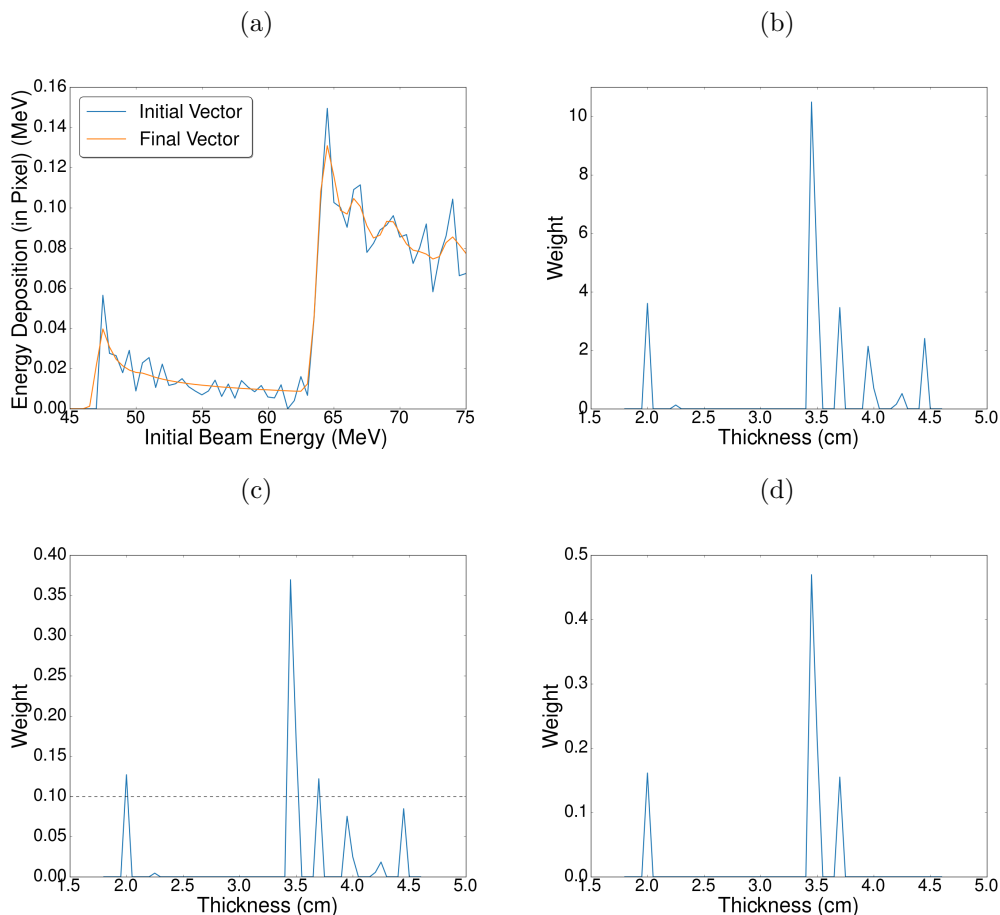 (a)
Energy Deposition (in Pixel) (MeV)
0.16
0.14
0.12
0.10
0.08
0.06
0.04
0.02
0.00
Initial Vector
Final Vector
45 50 55 60 65 70 75
Initial Beam Energy (MeV)
(b)
Weight
10
8
6
4
2
0
1.5 2.0 2.5 3.0 3.5 4.0 4.5 5.0
Thickness (cm)
(c)
Weight
0.40
0.35
0.30
0.25
0.20
0.15
0.10
0.05
0.00
1.5 2.0 2.5 3.0 3.5 4.0 4.5 5.0
Thickness (cm)
(d)
Weight
0.5
0.4
0.3
0.2
0.1
0.0
1.5 2.0 2.5 3.0 3.5 4.0 4.5 5.0
Thickness (cm)